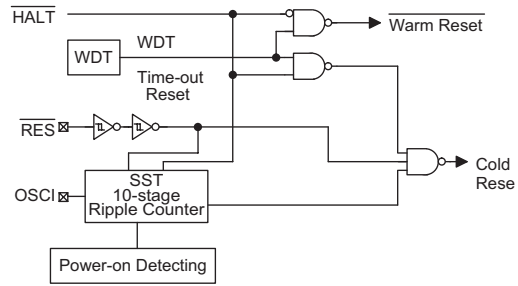 HALT
WDT
WDT
Warm Reset
Time-out
Reset
RES
Cold
Rese
OSCI
SST
10-stage
Ripple Counter
Power-on Detecting